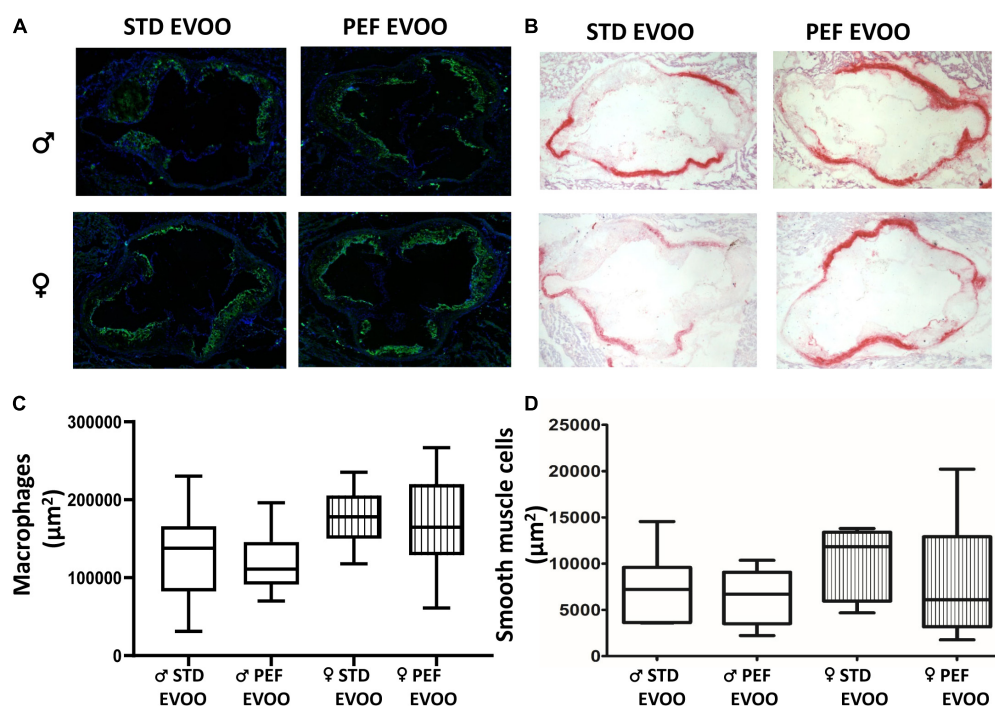 A
STD EVOO
PEF EVOO
♂
♀
B
STD EVOO
PEF EVOO
C
Macrophages
(µm²)
300000
200000
100000
0
♂ STD
EVOO
♂ PEF
EVOO
♀ STD
EVOO
♀ PEF
EVOO
D
Smooth muscle cells
(µm²)
25000
20000
15000
10000
5000
0
♂ STD
EVOO
♂ PEF
EVOO
♀ STD
EVOO
♀ PEF
EVOO